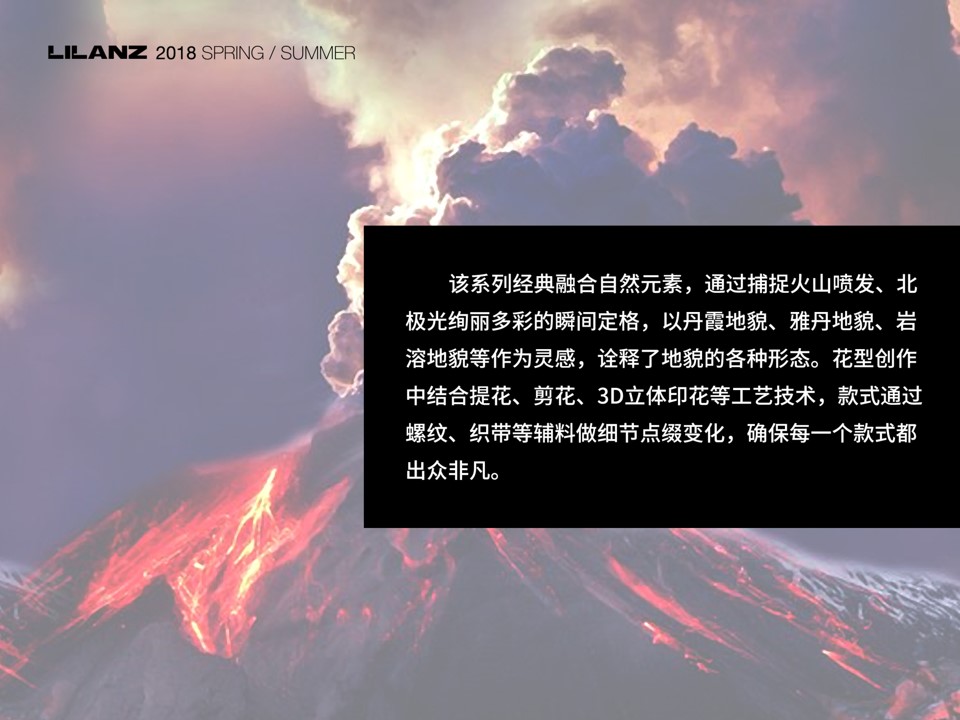 LILANZ 2018 SPRING / SUMMER
该系列经典融合自然元素，通过捕捉火山喷发、北
极光绚丽多彩的瞬间定格，以丹霞地貌、雅丹地貌、岩
溶地貌等作为灵感，诠释了地貌的各种形态。花型创作
中结合提花、剪花、3D立体印花等工艺技术，款式通过
螺纹、织带等辅料做细节点缀变化，确保每一个款式都
出众非凡。